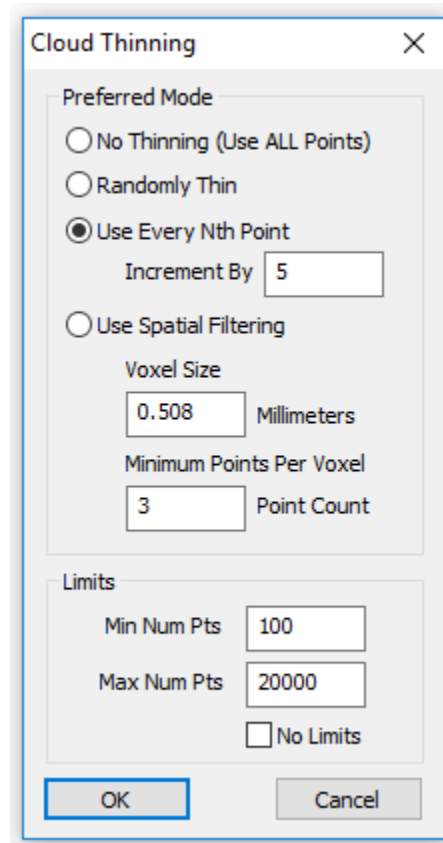 Cloud Thinning
Preferred Mode
No Thinning (Use ALL Points)
Randomly Thin
Use Every Nth Point
Increment By 5
Use Spatial Filtering
Voxel Size
0.508 Millimeters
Minimum Points Per Voxel
3 Point Count
Limits
Min Num Pts 100
Max Num Pts 20000
No Limits
OK Cancel